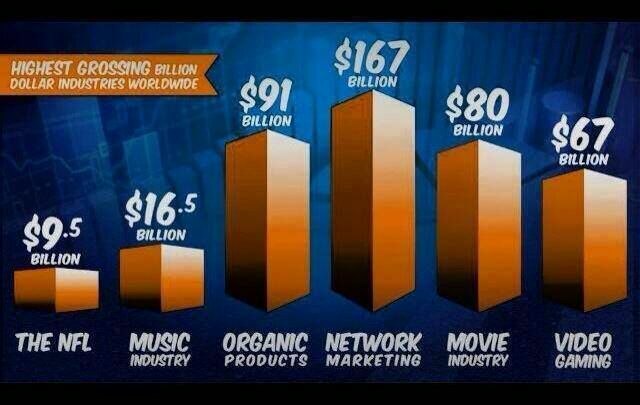 HIGHEST GROSSING BILLION
DOLLAR INDUSTRIES WORLDWIDE
$9.5
BILLION
$16.5
BILLION
$91
BILLION
$167
BILLION
$80
BILLION
$67
BILLION
THE NFL
MUSIC
INDUSTRY
ORGANIC
PRODUCTS
NETWORK
MARKETING
MOVIE
INDUSTRY
VIDEO
GAMING